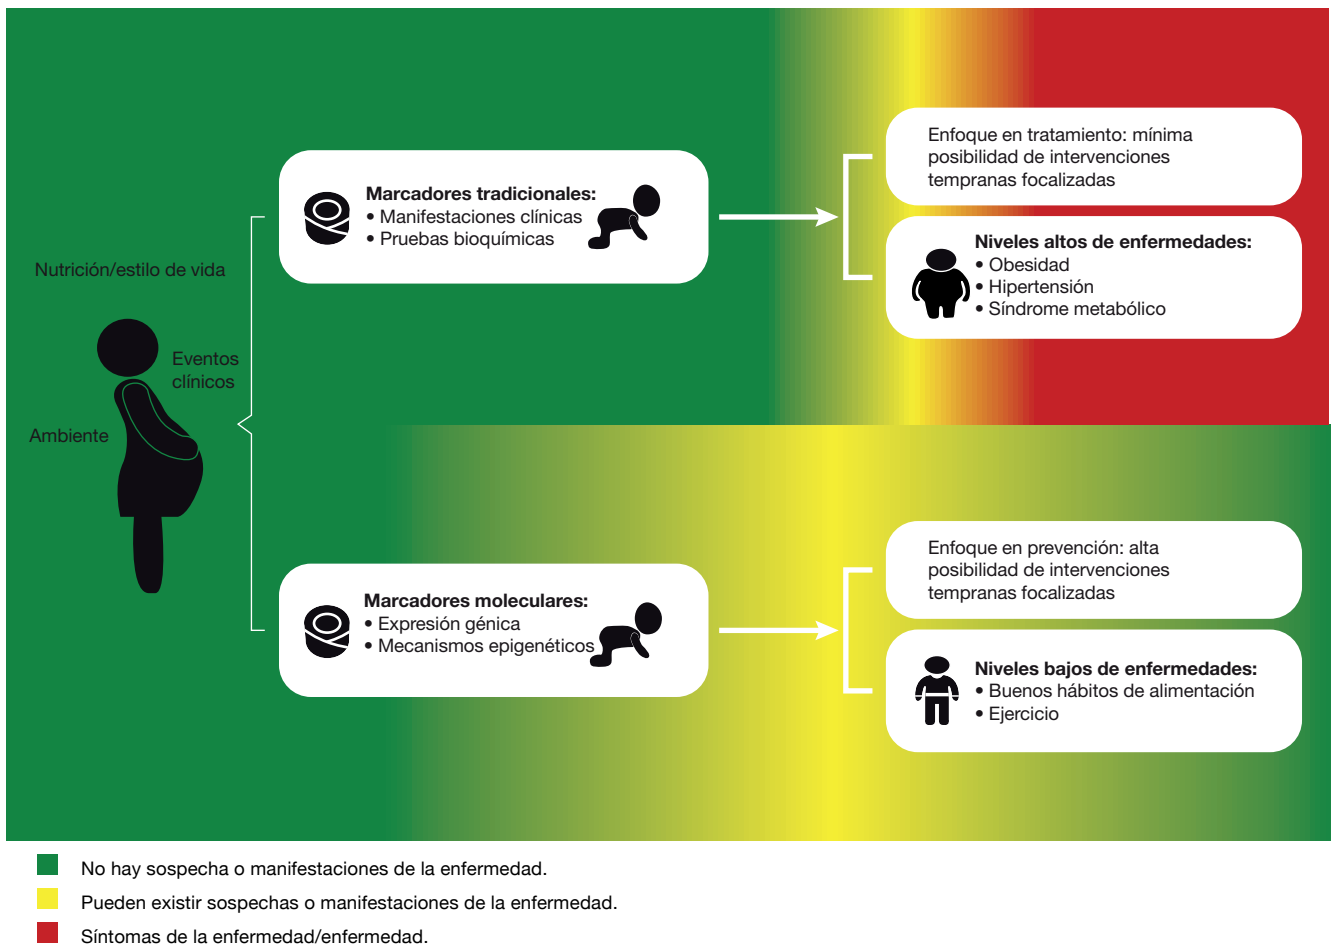 Nutrición/estilo de vida
Eventos
clínicos
Ambiente
Marcadores tradicionales:
• Manifestaciones clínicas
• Pruebas bioquímicas
Enfoque en tratamiento: mínima
posibilidad de intervenciones
tempranas focalizadas
Niveles altos de enfermedades:
• Obesidad
• Hipertensión
• Síndrome metabólico
Marcadores moleculares:
• Expresión génica
• Mecanismos epigenéticos
Enfoque en prevención: alta
posibilidad de intervenciones
tempranas focalizadas
Niveles bajos de enfermedades:
• Buenos hábitos de alimentación
• Ejercicio
No hay sospecha o manifestaciones de la enfermedad.
Pueden existir sospechas o manifestaciones de la enfermedad.
Síntomas de la enfermedad/enfermedad.